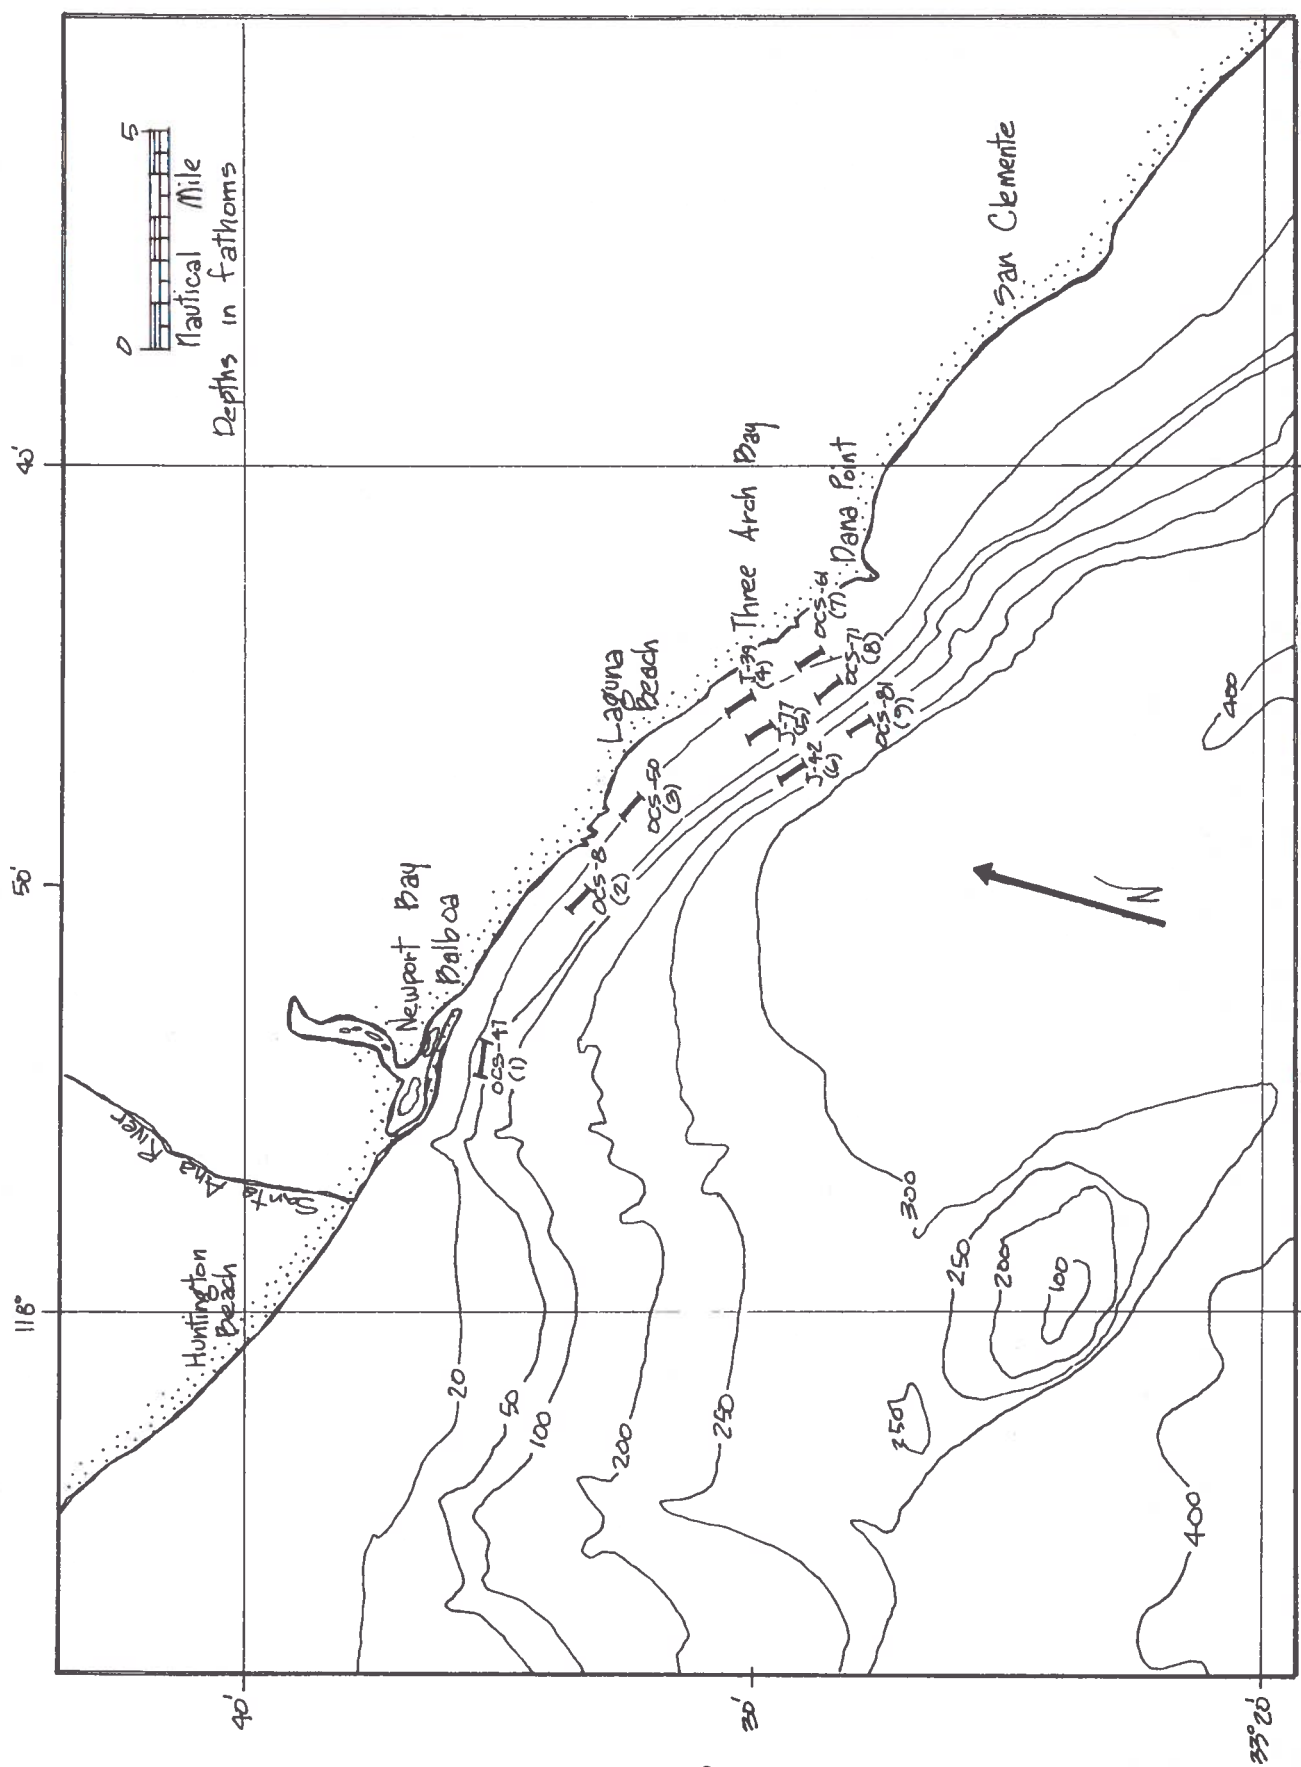 118°
50'
40'
0 5
Nautical Mile
Depths in Fathoms
Huntington
Beach
Santa
Ana
River
Newport Bay
Balboa
Laguna
Beach
Three Arch Bay
Dana Point
San Clemente
OCS-47
(1)
OCS-8
(2)
OCS-50
(3)
J-39
(4)
J-77
(5)
J-42
(6)
OCS-61
(7)
OCS-71
(8)
OCS-81
(9)
20
50
100
200
250
300
250
250
200
100
400
400
N
40'
30'
33°20'